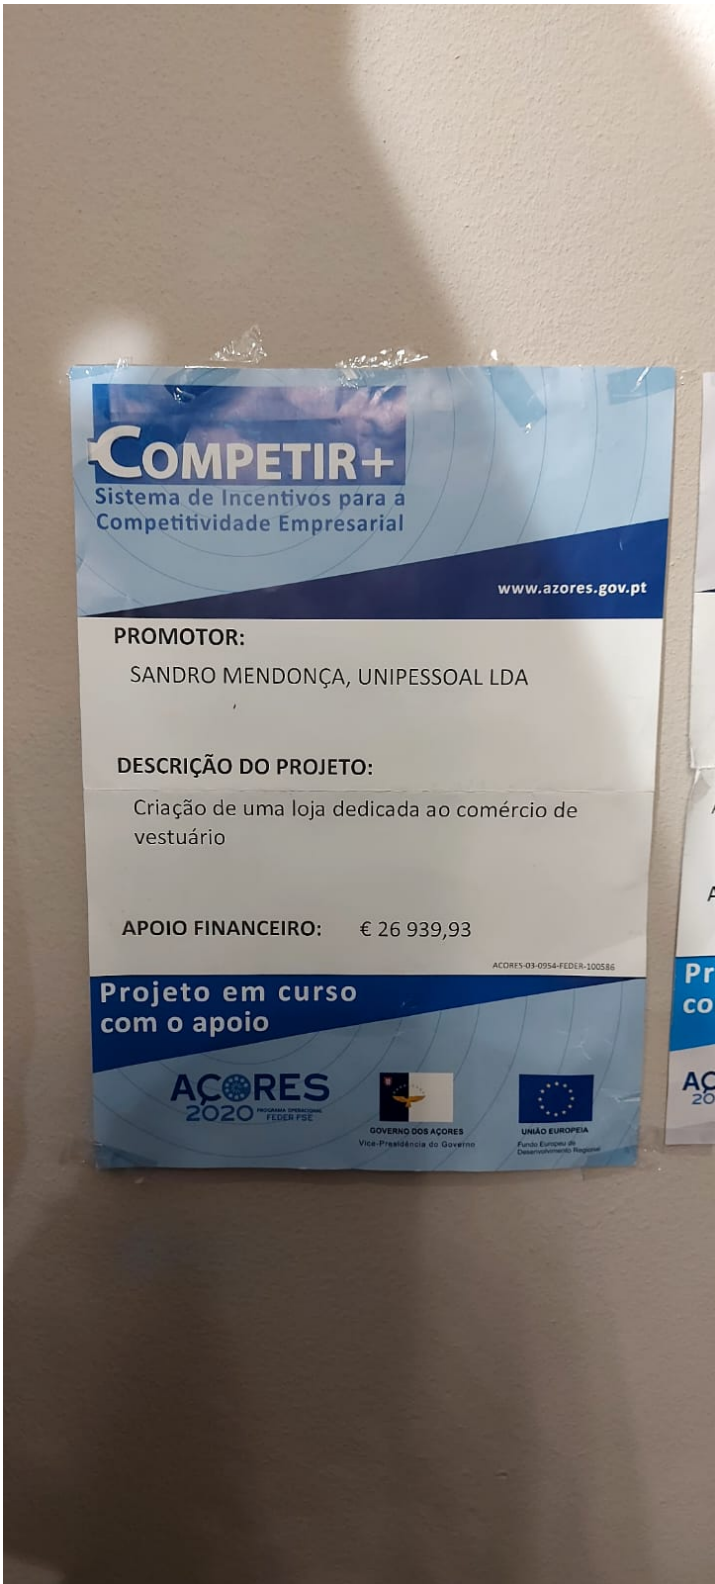 COMPETIR+
Sistema de Incentivos para a
Competitividade Empresarial
www.azores.gov.pt
PROMOTOR:
SANDRO MENDONÇA, UNIPESSOAL LDA
DESCRIÇÃO DO PROJETO:
Criação de uma loja dedicada ao comércio de
vestuário
APOIO FINANCEIRO: € 26 939,93
ACORES-03-0954-FEDER-100586
Projeto em curso
com o apoio
AÇORES
2020 PROGRAMA OPERACIONAL
FEDER FSE
GOVERNO DOS AÇORES
Vice-Presidência do Governo
UNIÃO EUROPEIA
Fundo Europeu de
Desenvolvimento Regional